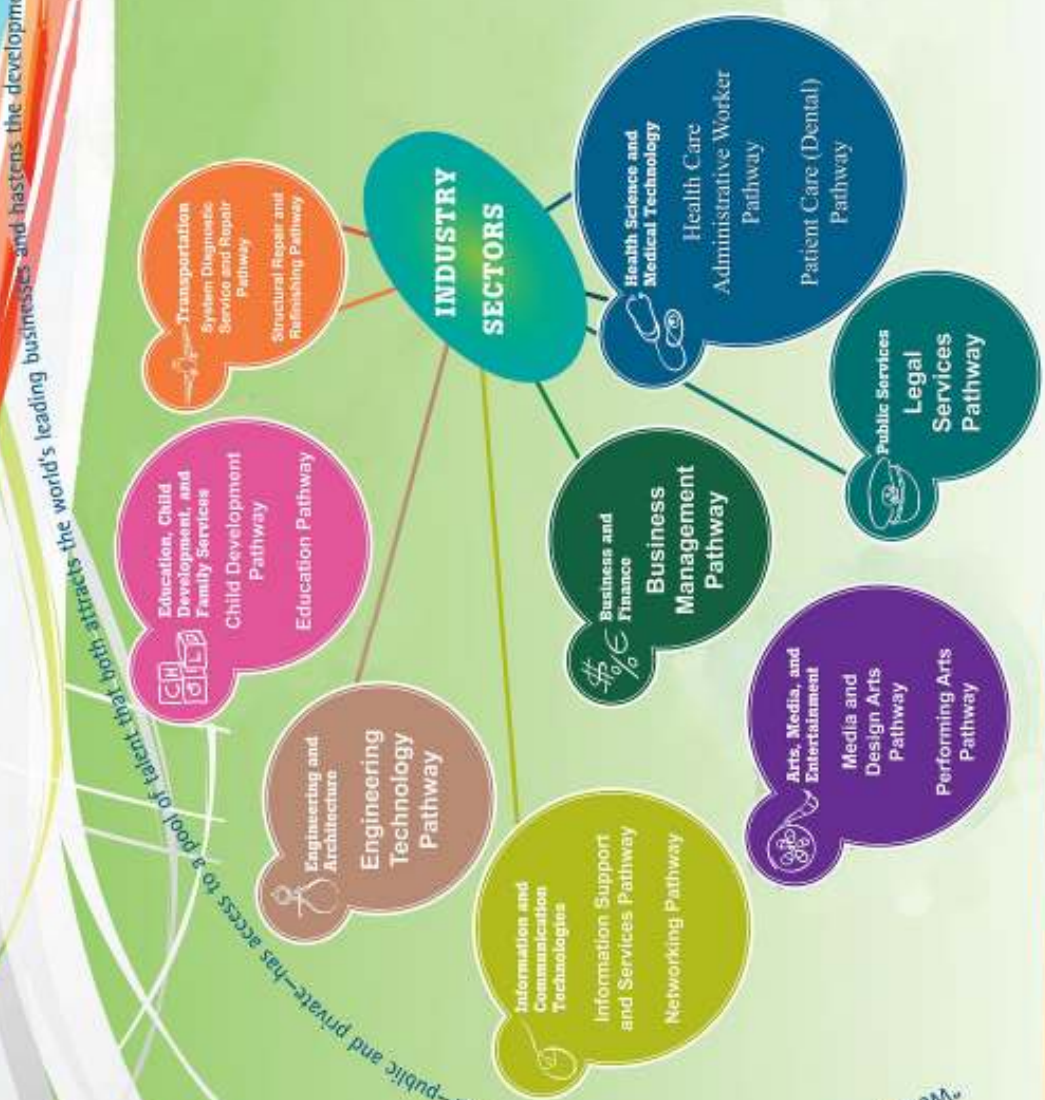 —public and private—has access to a pool of talent that both attracts the world's leading businesses and hastens the developme
INDUSTRY
SECTORS
Transportation
System Diagnostic
Service and Repair
Pathway
Structural Repair and
Refinishing Pathway
Education, Child
Development, and
Family Services
Child Development
Pathway
Education Pathway
CH
OILD
Engineering and
Architecture
Engineering
Technology
Pathway
Information and
Communication
Technologies
Information Support
and Services Pathway
Networking Pathway
$
%€
Business and
Finance
Business
Management
Pathway
Arts, Media, and
Entertainment
Media and
Design Arts
Pathway
Performing Arts
Pathway
Health Science and
Medical Technology
Health Care
Administrative Worker
Pathway
Patient Care (Dental)
Pathway
Public Services
Legal
Services
Pathway